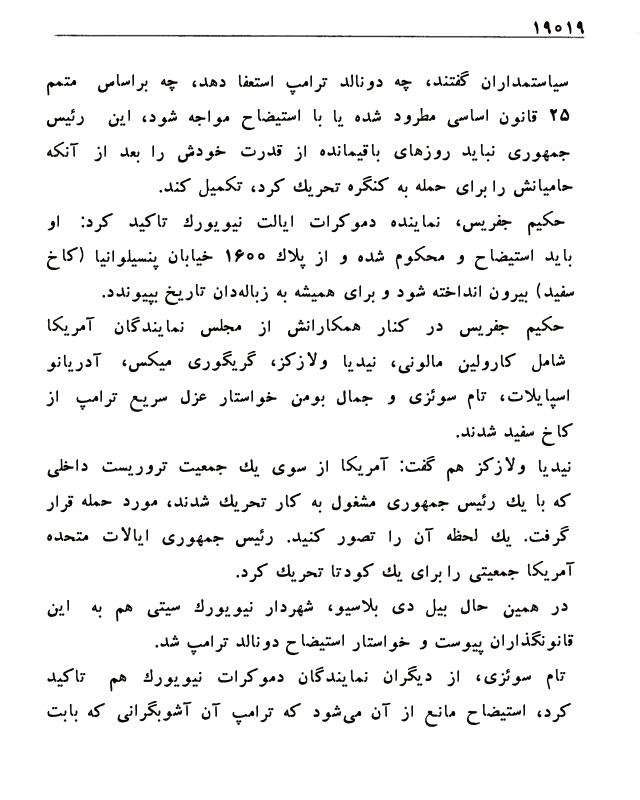 ۱۹۰۱۹
سیاستمداران گفتند، چه دونالد ترامپ استعفا دهد، چه براساس متمم
۲۵ قانون اساسی مطرود شده یا با استیضاح مواجه شود، این رئیس
جمهوری نباید روزهای باقیمانده از قدرت خودش را بعد از آنکه
حامیانش را برای حمله به کنگره تحریك کرد، تکمیل کند.
حکیم جفریس، نماینده دموکرات ایالت نیویورك تاکید کرد: او
باید استیضاح و محکوم شده و از پلاك ۱۶۰۰ خیابان پنسیلوانیا (کاخ
سفید) بیرون انداخته شود و برای همیشه به زباله‌دان تاریخ بپیوندد.
حکیم جفریس در کنار همکارانش از مجلس نمایندگان آمریکا
شامل کارولین مالونی، نیدیا ولازکز، گریگوری میکس، آدریانو
اسپایلات، تام سوئزی و جمال بومن خواستار عزل سریع ترامپ از
کاخ سفید شدند.
نیدیا ولازکز هم گفت: آمریکا از سوی یك جمعیت تروریست داخلی
که با یك رئیس جمهوری مشغول به کار تحریك شدند، مورد حمله قرار
گرفت. یك لحظه آن را تصور کنید. رئیس جمهوری ایالات متحده
آمریکا جمعیتی را برای یك کودتا تحریك کرد.
در همین حال بیل دی بلاسیو، شهردار نیویورك سیتی هم به این
قانونگذاران پیوست و خواستار استیضاح دونالد ترامپ شد.
تام سوئزی، از دیگران نمایندگان دموکرات نیویورك هم تاکید
کرد، استیضاح مانع از آن می‌شود که ترامپ آن آشوبگرانی که بابت